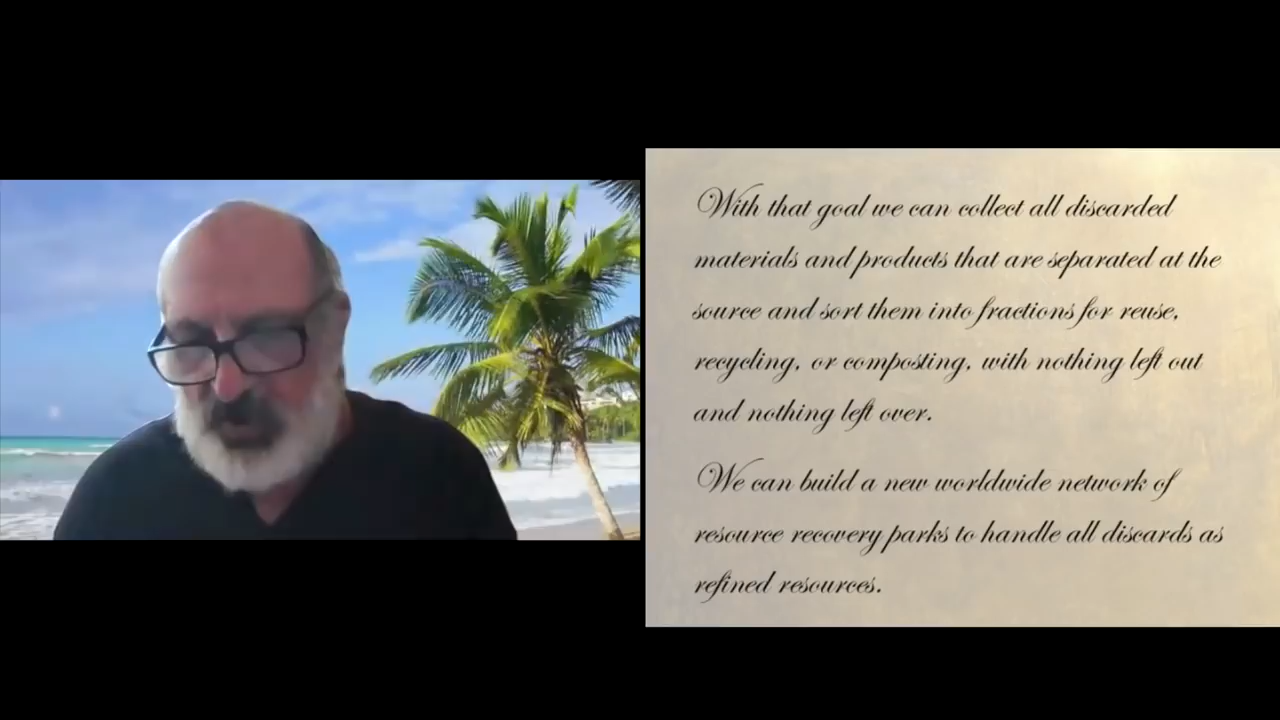 With that goal we can collect all discarded
materials and products that are separated at the
source and sort them into fractions for reuse,
recycling, or composting, with nothing left out
and nothing left over.
We can build a new worldwide network of
resource recovery parks to handle all discards as
refined resources.